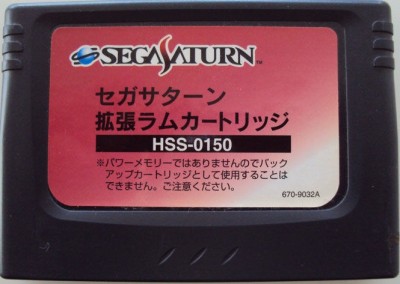 SEGA SATURN™
セガサターン
拡張ラムカートリッジ
HSS-0150
※パワーメモリーではありませんのでバック
アップカートリッジとして使用することは
できません。ご注意ください。
670-9032A